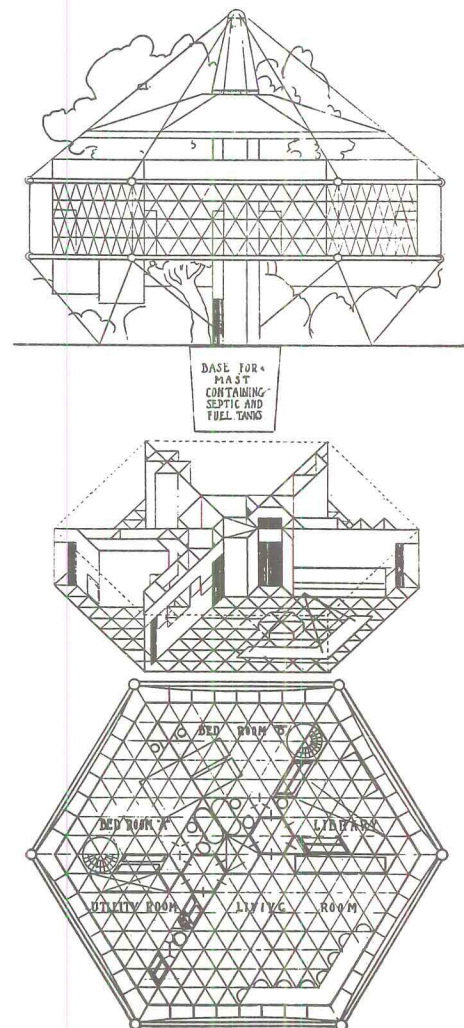 BASE FOR
MAST
CONTAINING
SEPTIC AND
FUEL TANKS
BED ROOM "B"
BED ROOM "A"
LIBRARY
UTILITY ROOM
LIVING ROOM